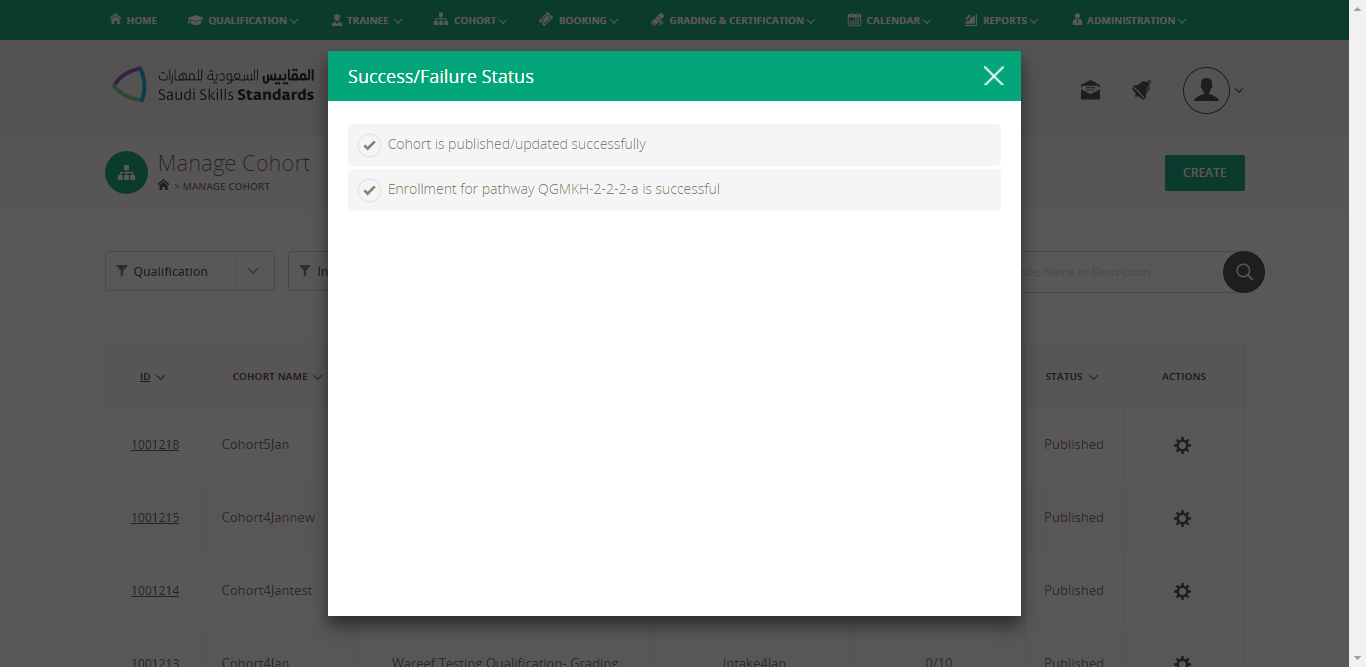 HOME QUALIFICATION TRAINEE COHORT BOOKING GRADING & CERTIFICATION CALENDAR REPORTS ADMINISTRATION
Success/Failure Status
المقاييس السعودية للمهارات
Saudi Skills Standards
Cohort is published/updated successfully
Manage Cohort
> MANAGE COHORT
CREATE
Enrollment for pathway QGMKH-2-2-2-a is successful
Qualification
Name or Description
ID COHORT NAME STATUS ACTIONS
1001218 Cohort5Jan Published
1001215 Cohort4Jannew Published
1001214 Cohort4Jantest Published
1001213 Cohort4Jan Wareef Testing Qualification- Grading Intake4Jan 0/10 Published